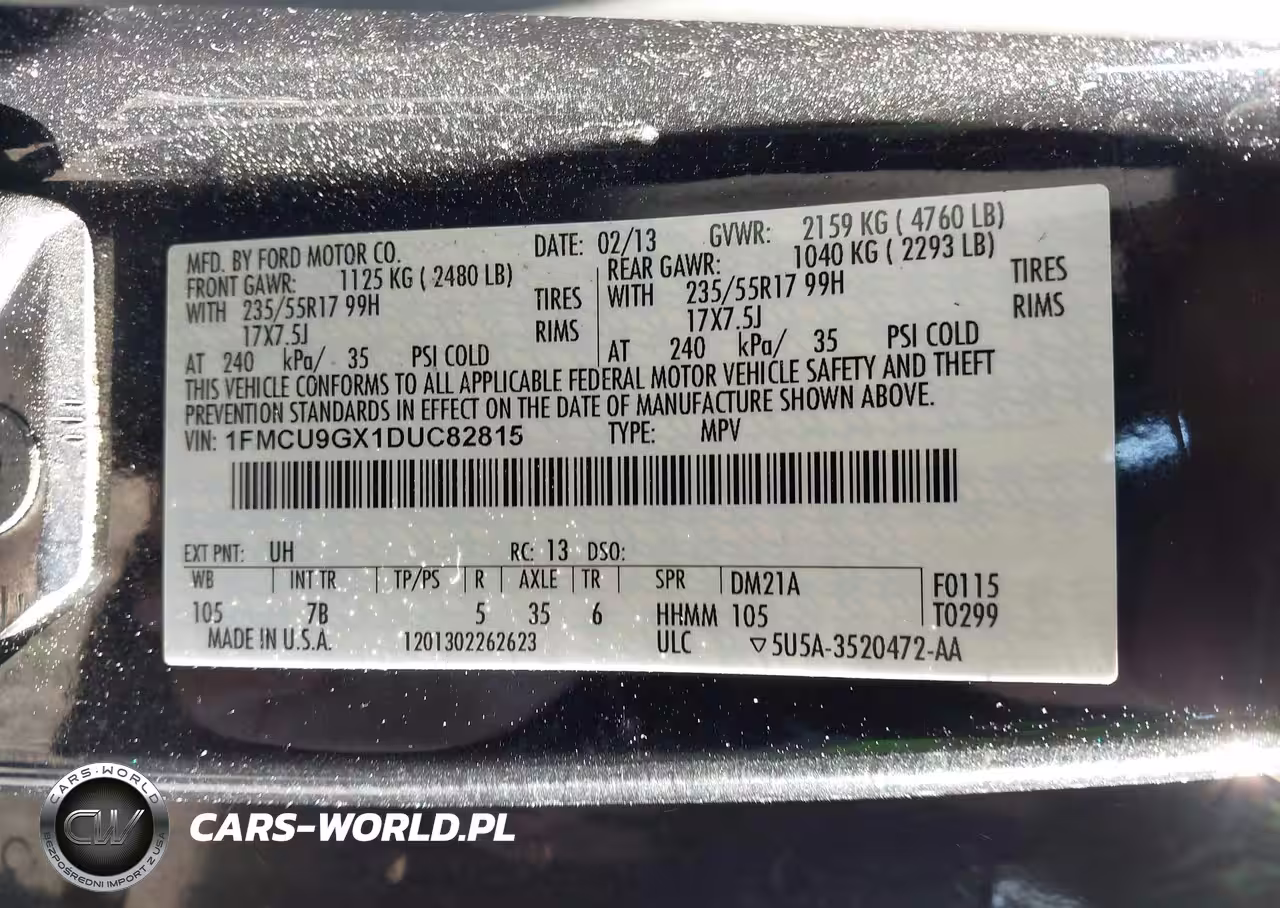 MFD. BY FORD MOTOR CO. DATE: 02/13 GVWR: 2159 KG ( 4760 LB)
FRONT GAWR: 1125 KG ( 2480 LB) REAR GAWR: 1040 KG ( 2293 LB)
WITH 235/55R17 99H TIRES WITH 235/55R17 99H TIRES
17X7.5J RIMS 17X7.5J RIMS
AT 240 kPa/ 35 PSI COLD AT 240 kPa/ 35 PSI COLD
THIS VEHICLE CONFORMS TO ALL APPLICABLE FEDERAL MOTOR VEHICLE SAFETY AND THEFT
PREVENTION STANDARDS IN EFFECT ON THE DATE OF MANUFACTURE SHOWN ABOVE.
VIN: 1FMCU9GX1DUC82815 TYPE: MPV
EXT PNT: UH RC: 13 DSO:
WB INT TR TP/PS R AXLE TR SPR DM21A F0115
105 7B 5 35 6 HHMM 105 T0299
MADE IN U.S.A. 1201302262623 ULC ▽5U5A-3520472-AA
CARS-WORLD
CW
BEZPOŚREDNI IMPORT Z USA
CARS-WORLD.PL